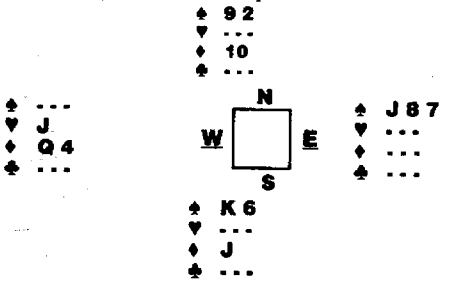 ♠ 9 2
♥ ---
♦ 10
♣ ---
♠ ---
♥ J
♦ Q 4
♣ ---
N
W E
S
♠ J 8 7
♥ ---
♦ ---
♣ ---
♠ K 6
♥ ---
♦ J
♣ ---